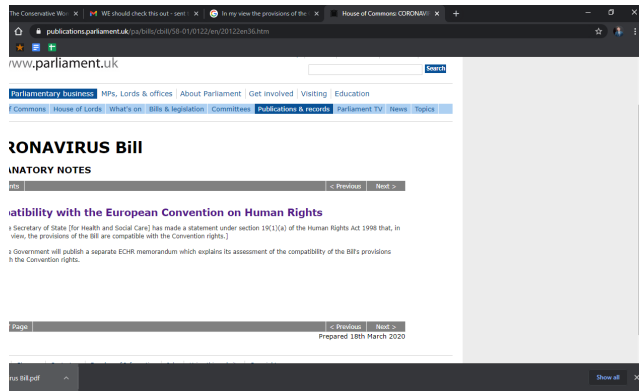 The Conservative Wom
WE should check this out - sent
In my view the provisions of the
House of Commons: CORONAVIR
publications.parliament.uk/pa/bills/cbill/58-01/0122/en/20122en36.htm
www.parliament.uk
Search
Parliamentary business MPs, Lords & offices About Parliament Get involved Visiting Education
f Commons House of Lords What's on Bills & legislation Committees Publications & records Parliament TV News Topics
RONAVIRUS Bill
ANATORY NOTES
nts < Previous Next >
patibility with the European Convention on Human Rights
e Secretary of State [for Health and Social Care] has made a statement under section 19(1)(a) of the Human Rights Act 1998 that, in
view, the provisions of the Bill are compatible with the Convention rights.]
e Government will publish a separate ECHR memorandum which explains its assessment of the compatibility of the Bill's provisions
h the Convention rights.
Page < Previous Next >
Prepared 18th March 2020
rus Bill.pdf
Show all